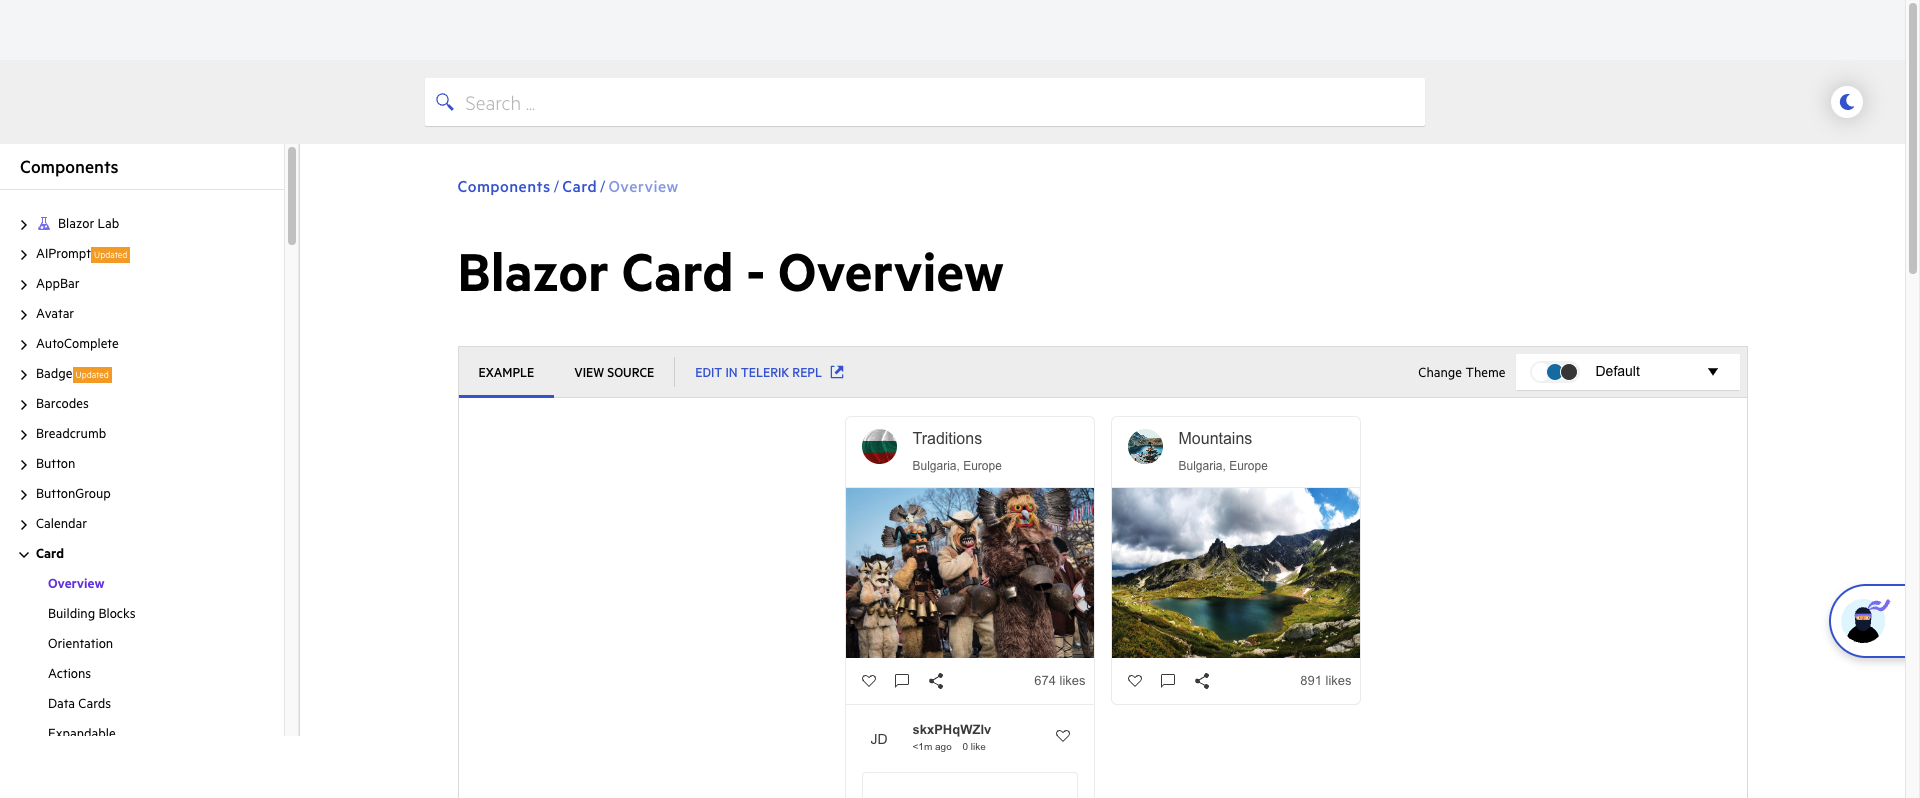 Search ...
Components
Blazor Lab
AIPrompt Updated
AppBar
Avatar
AutoComplete
Badge Updated
Barcodes
Breadcrumb
Button
ButtonGroup
Calendar
Card
Overview
Building Blocks
Orientation
Actions
Data Cards
Expandable
Components / Card / Overview
Blazor Card - Overview
EXAMPLE VIEW SOURCE EDIT IN TELERIK REPL Change Theme Default
Traditions
Bulgaria, Europe
674 likes
JD
skxPHqWZlv
<1m ago 0 like
Mountains
Bulgaria, Europe
891 likes